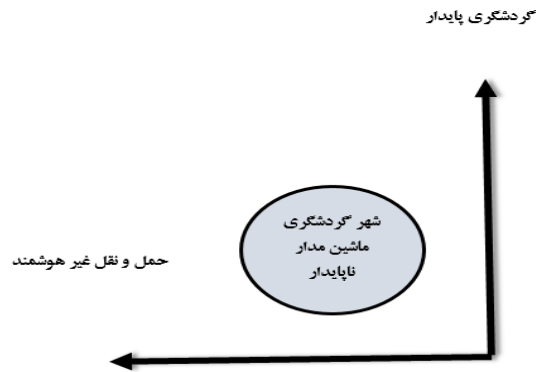 گردشگری پایدار
شهر گردشگری
ماشین مدار
ناپایدار
حمل و نقل غیر هوشمند